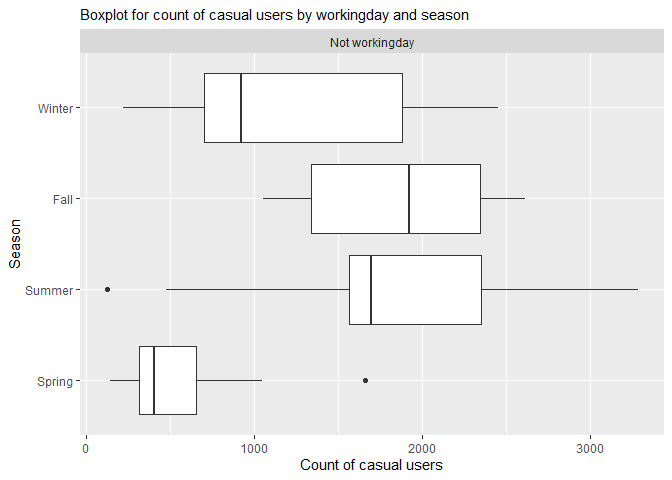 Boxplot for count of casual users by workingday and season
Not workingday
Winter
Fall
Summer
Spring
Season
0 1000 2000 3000
Count of casual users